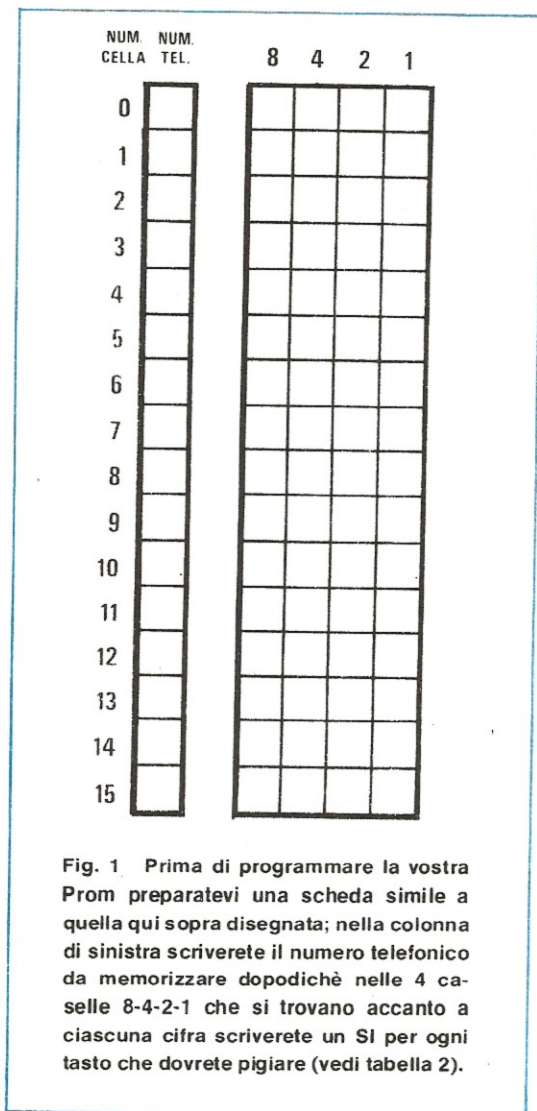 NUM. NUM.
CELLA TEL.
8 4 2 1
0
1
2
3
4
5
6
7
8
9
10
11
12
13
14
15
Fig. 1 Prima di programmare la vostra
Prom preparatevi una scheda simile a
quella qui sopra disegnata; nella colonna
di sinistra scriverete il numero telefonico
da memorizzare dopodichè nelle 4 ca-
selle 8-4-2-1 che si trovano accanto a
ciascuna cifra scriverete un SI per ogni
tasto che dovrete pigiare (vedi tabella 2).